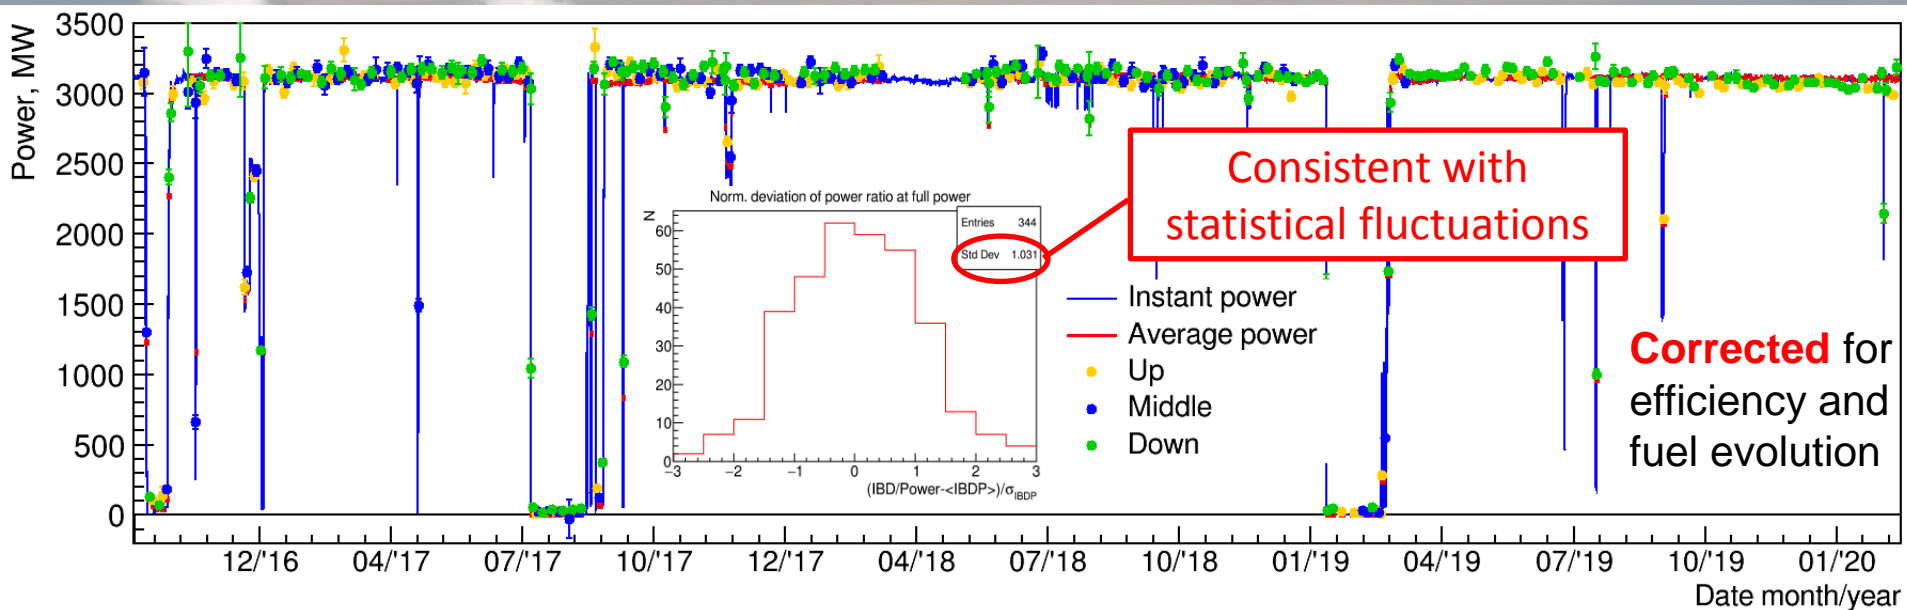 Power, MW
3500
3000
2500
2000
1500
1000
500
0
Norm. deviation of power ratio at full power
N
60
50
40
30
20
10
0
Entries 344
Std Dev 1.031
−3 −2 −1 0 1 2 3
(IBD/Power-<IBDP>)/σIBDP
Consistent with
statistical fluctuations
Instant power
Average power
Up
Middle
Down
Corrected for
efficiency and
fuel evolution
12/'16 04/'17 07/'17 10/'17 12/'17 04/'18 07/'18 10/'18 01/'19 04/'19 07/'19 10/'19 01/'20
Date month/year